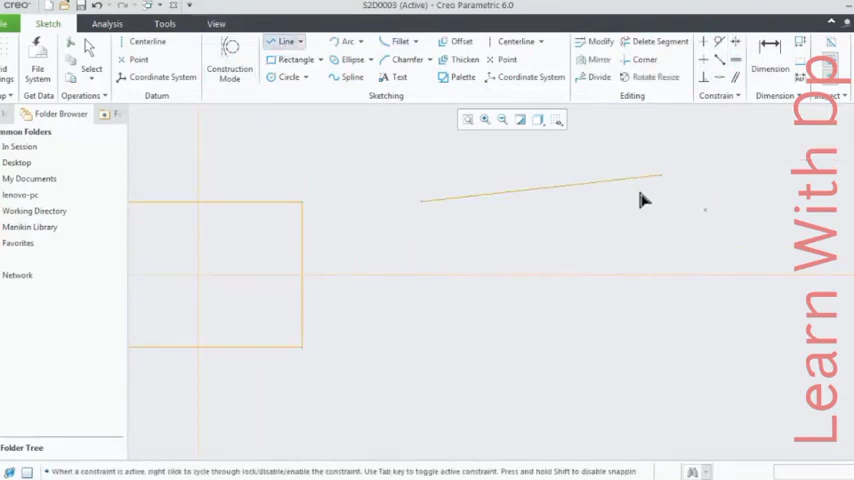 creo
S2D0003 (Active) - Creo Parametric 6.0
Sketch
Analysis
Tools
View
File System
Get Data
Select
Operations
Centerline
Point
Coordinate System
Datum
Construction Mode
Line
Rectangle
Circle
Arc
Ellipse
Spline
Fillet
Chamfer
Text
Offset
Thicken
Palette
Centerline
Point
Coordinate System
Sketching
Modify
Mirror
Divide
Delete Segment
Corner
Rotate Resize
Editing
Constrain
Dimension
Dimension
Folder Browser
F
mmon Folders
In Session
Desktop
My Documents
lenovo-pc
Working Directory
Manikin Library
Favorites
Network
Folder Tree
When a constraint is active, right click to cycle through lock/disable/enable the constraint. Use Tab key to toggle active constraint. Press and hold Shift to disable snappin
Learn With Dp